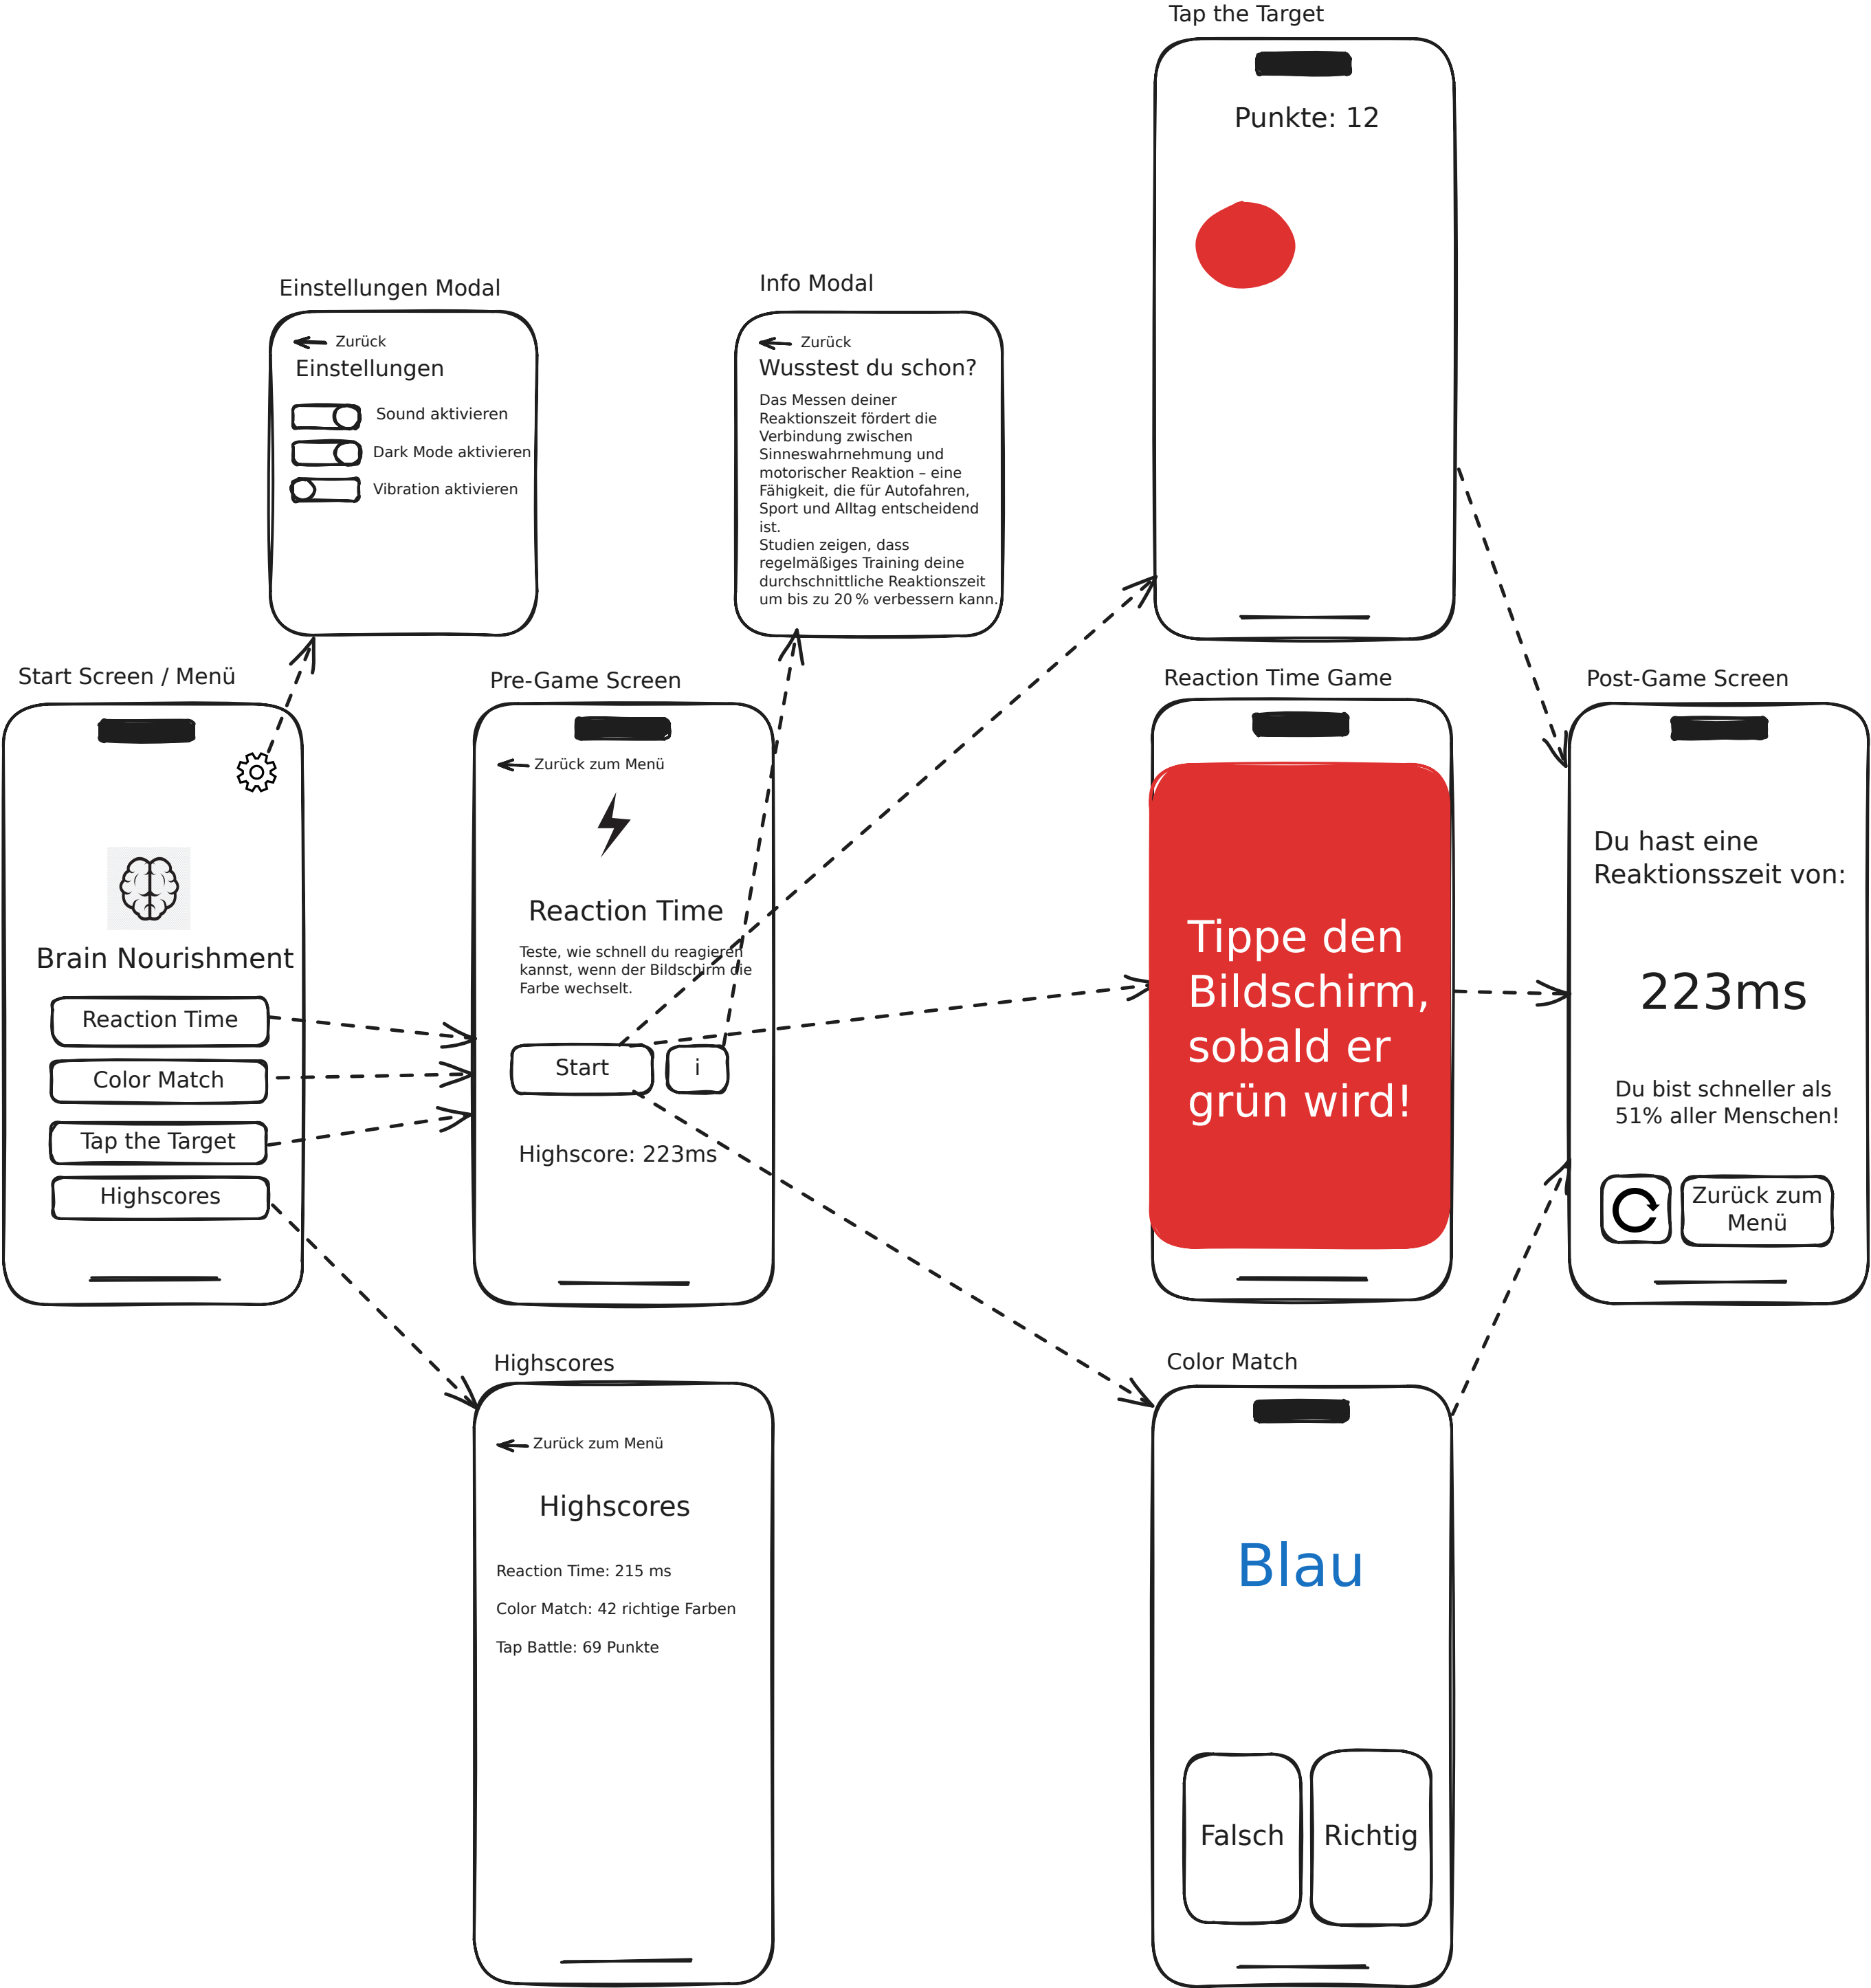 Tap the Target
Punkte: 12
Einstellungen Modal
Zurück
Einstellungen
Sound aktivieren
Dark Mode aktivieren
Vibration aktivieren
Info Modal
Zurück
Wusstest du schon?
Das Messen deiner
Reaktionszeit fördert die
Verbindung zwischen
Sinneswahrnehmung und
motorischer Reaktion – eine
Fähigkeit, die für Autofahren,
Sport und Alltag entscheidend
ist.
Studien zeigen, dass
regelmäßiges Training deine
durchschnittliche Reaktionszeit
um bis zu 20 % verbessern kann.
Start Screen / Menü
Brain Nourishment
Reaction Time
Color Match
Tap the Target
Highscores
Pre-Game Screen
Zurück zum Menü
Reaction Time
Teste, wie schnell du reagieren
kannst, wenn der Bildschirm die
Farbe wechselt.
Start
i
Highscore: 223ms
Reaction Time Game
Tippe den
Bildschirm,
sobald er
grün wird!
Post-Game Screen
Du hast eine
Reaktionsszeit von:
223ms
Du bist schneller als
51% aller Menschen!
Zurück zum
Menü
Highscores
Zurück zum Menü
Highscores
Reaction Time: 215 ms
Color Match: 42 richtige Farben
Tap Battle: 69 Punkte
Color Match
Blau
Falsch
Richtig